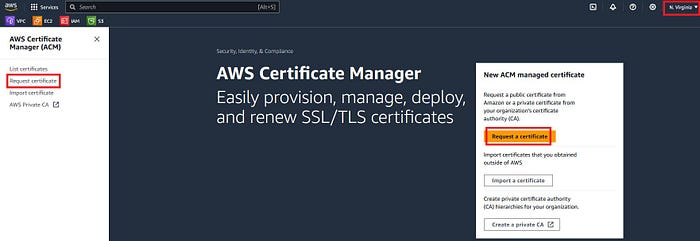 aws
Services
Search
[Alt+S]
N. Virginia
VPC
EC2
IAM
S3
AWS Certificate
Manager (ACM)
List certificates
Request certificate
Import certificate
AWS Private CA
Security, Identity, & Compliance
AWS Certificate Manager
Easily provision, manage, deploy,
and renew SSL/TLS certificates
New ACM managed certificate
Request a public certificate from
Amazon or a private certificate from
your organization's certificate
authority (CA).
Request a certificate
Import certificates that you obtained
outside of AWS
Import a certificate
Create private certificate authority
(CA) hierarchies for your organization.
Create a private CA